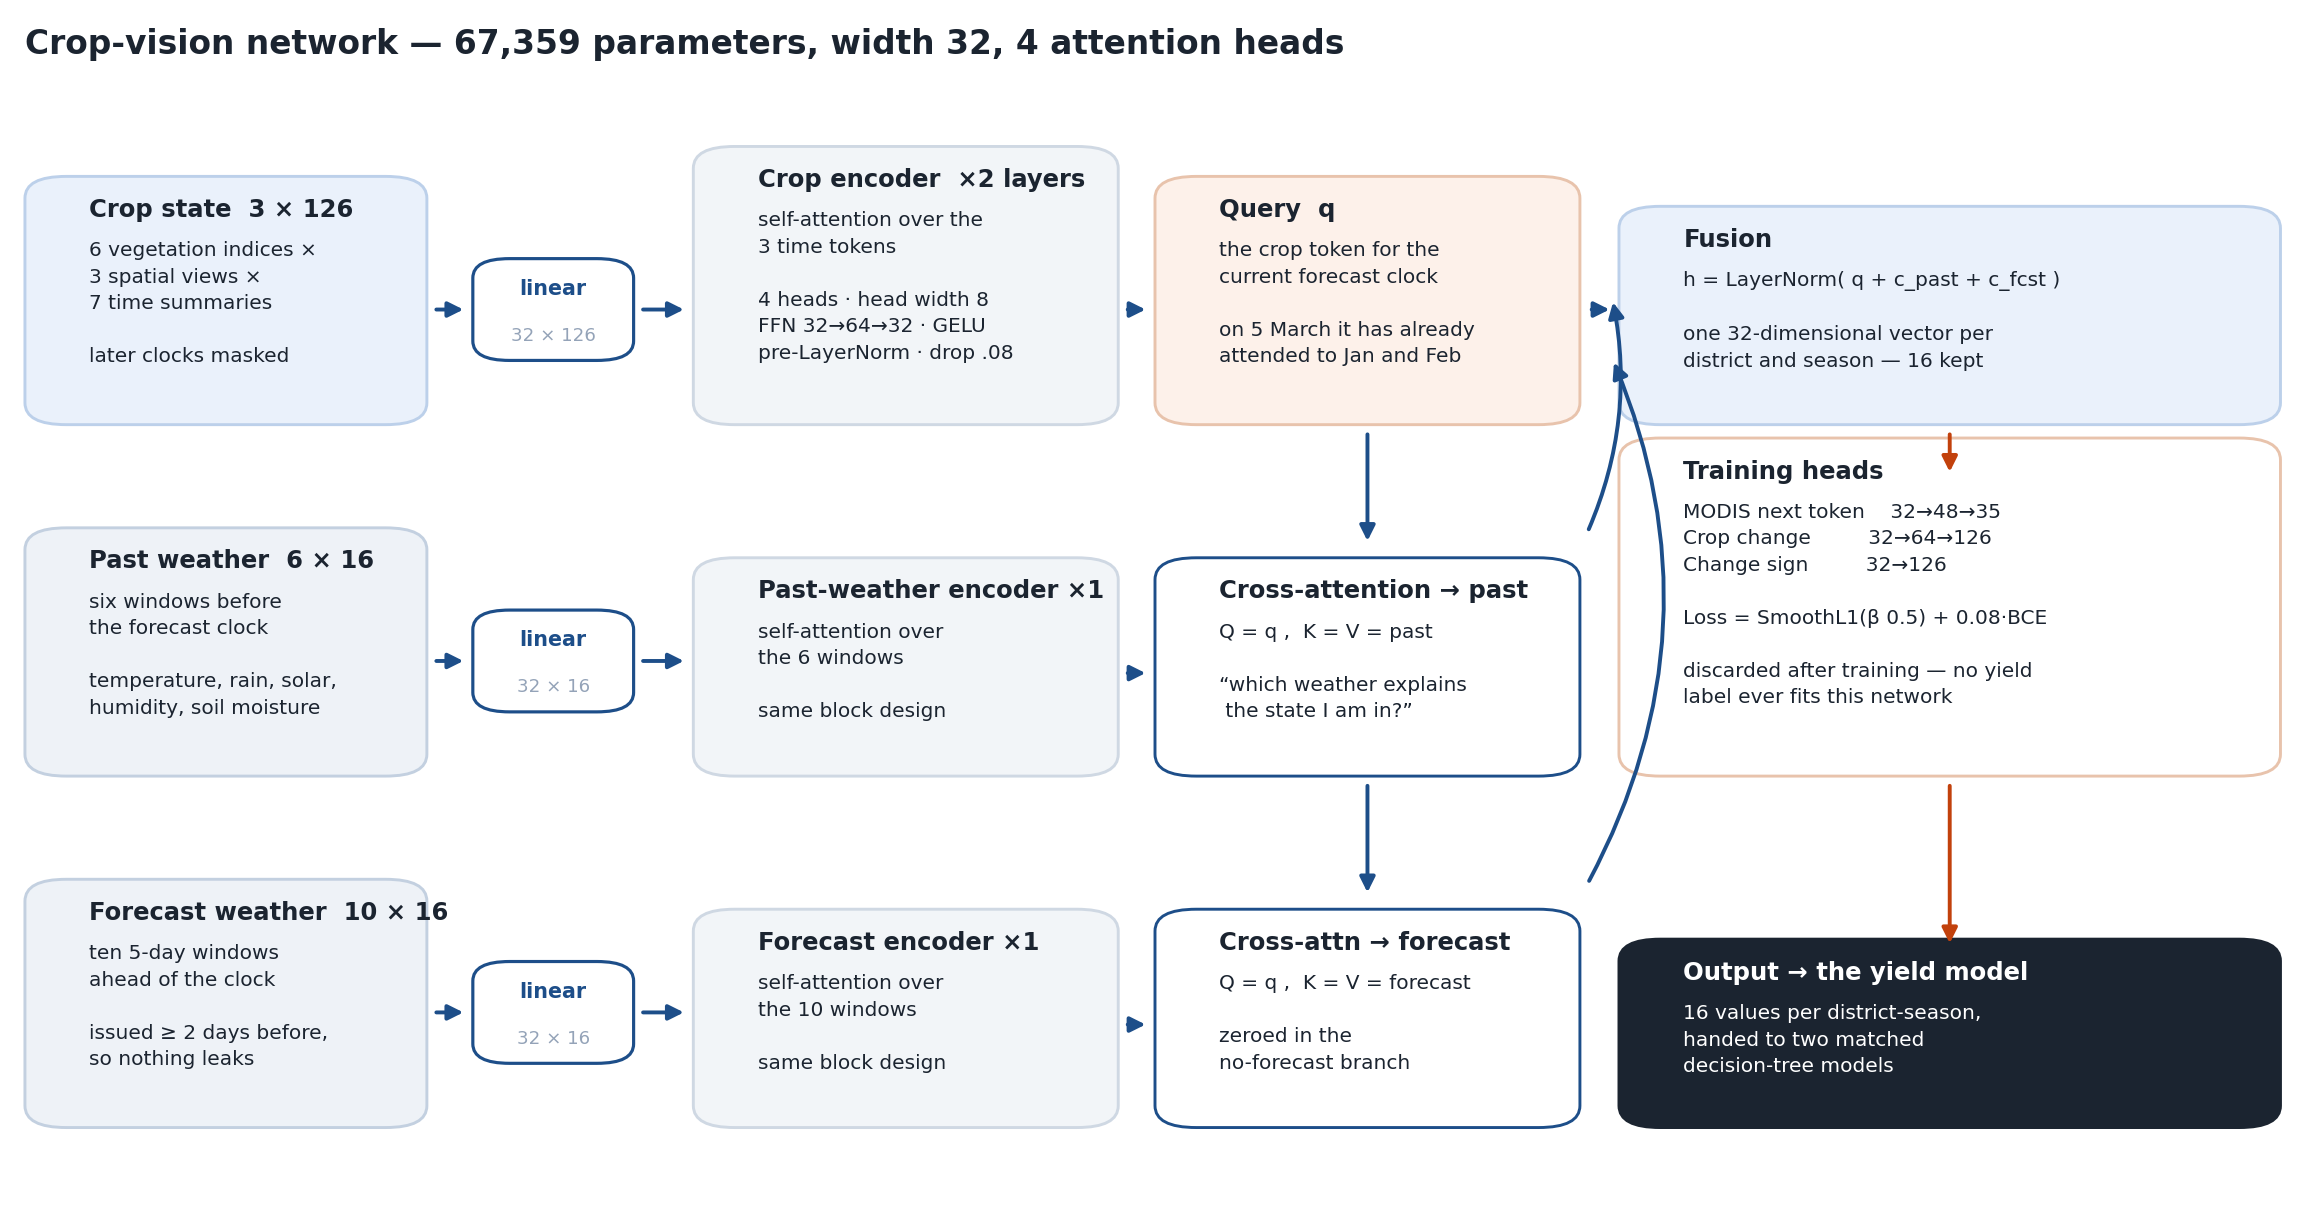 Crop-vision network — 67,359 parameters, width 32, 4 attention heads
Crop state  3 × 126
6 vegetation indices ×
3 spatial views ×
7 time summaries
later clocks masked
linear
32 × 126
Crop encoder  ×2 layers
self-attention over the
3 time tokens
4 heads · head width 8
FFN 32→64→32 · GELU
pre-LayerNorm · drop .08
Query  q
the crop token for the
current forecast clock
on 5 March it has already
attended to Jan and Feb
Fusion
h = LayerNorm( q + c_past + c_fcst )
one 32-dimensional vector per
district and season — 16 kept
Training heads
MODIS next token    32→48→35
Crop change         32→64→126
Change sign         32→126
Loss = SmoothL1(β 0.5) + 0.08·BCE
discarded after training — no yield
label ever fits this network
Past weather  6 × 16
six windows before
the forecast clock
temperature, rain, solar,
humidity, soil moisture
linear
32 × 16
Past-weather encoder ×1
self-attention over
the 6 windows
same block design
Cross-attention → past
Q = q ,  K = V = past
“which weather explains
the state I am in?”
Forecast weather  10 × 16
ten 5-day windows
ahead of the clock
issued ≥ 2 days before,
so nothing leaks
linear
32 × 16
Forecast encoder ×1
self-attention over
the 10 windows
same block design
Cross-attn → forecast
Q = q ,  K = V = forecast
zeroed in the
no-forecast branch
Output → the yield model
16 values per district-season,
handed to two matched
decision-tree models